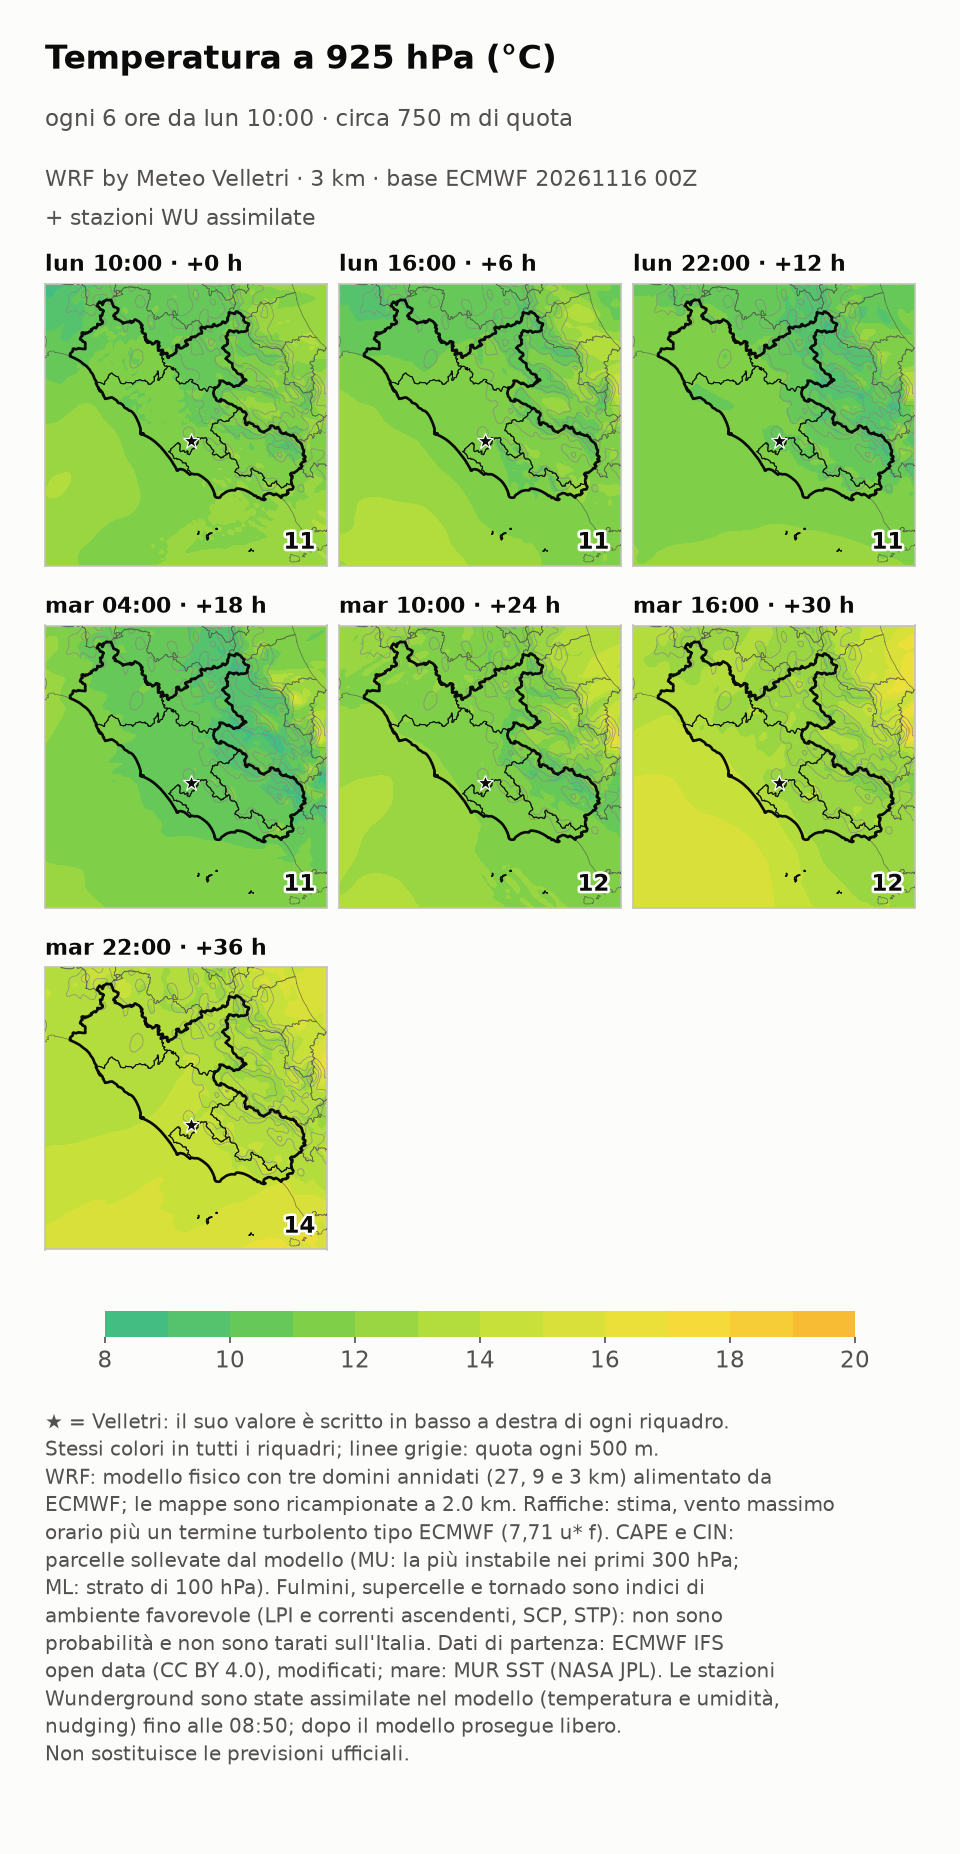 Temperatura a 925 hPa (°C)
ogni 6 ore da lun 10:00 · circa 750 m di quota
WRF by Meteo Velletri · 3 km · base ECMWF 20261116 00Z
+ stazioni WU assimilate
lun 10:00 · +0 h
lun 16:00 · +6 h
lun 22:00 · +12 h
11
11
11
mar 04:00 · +18 h
mar 10:00 · +24 h
mar 16:00 · +30 h
11
12
12
mar 22:00 · +36 h
14
8 10 12 14 16 18 20
★ = Velletri: il suo valore è scritto in basso a destra di ogni riquadro.
Stessi colori in tutti i riquadri; linee grigie: quota ogni 500 m.
WRF: modello fisico con tre domini annidati (27, 9 e 3 km) alimentato da
ECMWF; le mappe sono ricampionate a 2.0 km. Raffiche: stima, vento massimo
orario più un termine turbolento tipo ECMWF (7,71 u* f). CAPE e CIN:
parcelle sollevate dal modello (MU: la più instabile nei primi 300 hPa;
ML: strato di 100 hPa). Fulmini, supercelle e tornado sono indici di
ambiente favorevole (LPI e correnti ascendenti, SCP, STP): non sono
probabilità e non sono tarati sull'Italia. Dati di partenza: ECMWF IFS
open data (CC BY 4.0), modificati; mare: MUR SST (NASA JPL). Le stazioni
Wunderground sono state assimilate nel modello (temperatura e umidità,
nudging) fino alle 08:50; dopo il modello prosegue libero.
Non sostituisce le previsioni ufficiali.